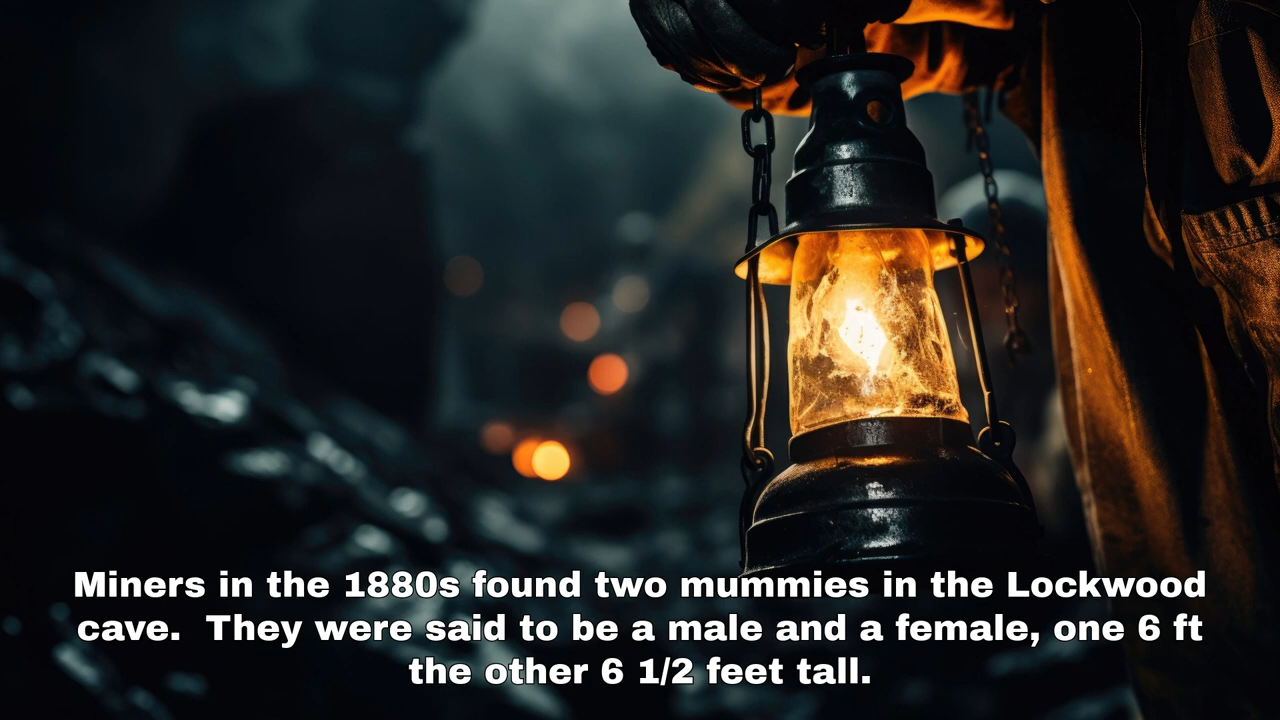 Miners in the 1880s found two mummies in the Lockwood
cave.  They were said to be a male and a female, one 6 ft
the other 6 1/2 feet tall.